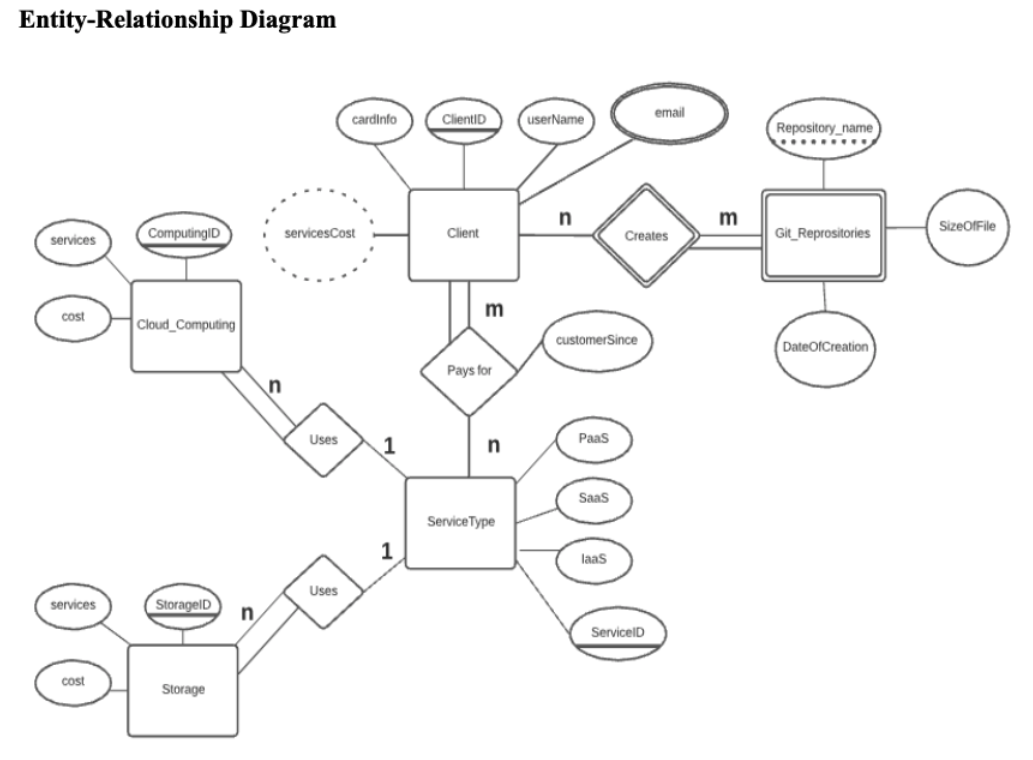 Entity-Relationship Diagram
cardInfo
ClientID
userName
email
Repository_name
services
ComputingID
servicesCost
Client
n
Creates
m
Git_Reprositories
SizeOfFile
cost
Cloud_Computing
m
customerSince
DateOfCreation
Pays for
n
Uses
1
n
PaaS
SaaS
ServiceType
IaaS
1
Uses
services
StorageID
n
ServiceID
cost
Storage